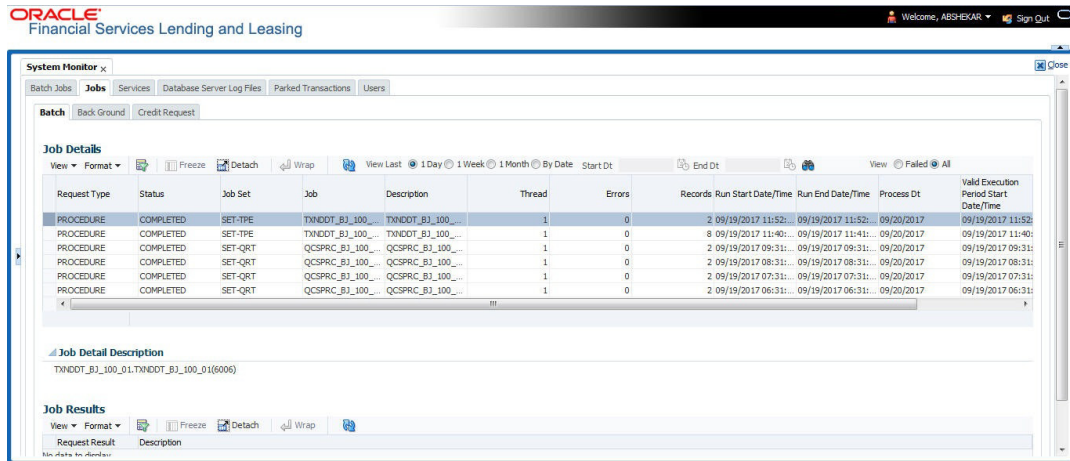 ORACLE®
Financial Services Lending and Leasing
Welcome, ABSHEKAR Sign Out
System Monitor x
Close
Batch Jobs Jobs Services Database Server Log Files Parked Transactions Users
Batch Back Ground Credit Request
Job Details
View Format Freeze Detach Wrap View Last 1 Day 1 Week 1 Month By Date Start Dt End Dt View Failed All
Request Type Status Job Set Job Description Thread Errors Records Run Start Date/Time Run End Date/Time Process Dt Valid Execution Period Start Date/Time
PROCEDURE COMPLETED SET-TPE TXNDDT_BJ_100_... TXNDDT_BJ_100_... 1 0 2 09/19/2017 11:52:... 09/19/2017 11:52:... 09/20/2017 09/19/2017 11:52:
PROCEDURE COMPLETED SET-TPE TXNDDT_BJ_100_... TXNDDT_BJ_100_... 1 0 8 09/19/2017 11:40:... 09/19/2017 11:41:... 09/20/2017 09/19/2017 11:40:
PROCEDURE COMPLETED SET-QRT QCSPRC_BJ_100_... QCSPRC_BJ_100_... 1 0 2 09/19/2017 09:31:... 09/19/2017 09:31:... 09/20/2017 09/19/2017 09:31:
PROCEDURE COMPLETED SET-QRT QCSPRC_BJ_100_... QCSPRC_BJ_100_... 1 0 2 09/19/2017 08:31:... 09/19/2017 08:31:... 09/20/2017 09/19/2017 08:31:
PROCEDURE COMPLETED SET-QRT QCSPRC_BJ_100_... QCSPRC_BJ_100_... 1 0 2 09/19/2017 07:31:... 09/19/2017 07:31:... 09/20/2017 09/19/2017 07:31:
PROCEDURE COMPLETED SET-QRT QCSPRC_BJ_100_... QCSPRC_BJ_100_... 1 0 2 09/19/2017 06:31:... 09/19/2017 06:31:... 09/20/2017 09/19/2017 06:31:
Job Detail Description
TXNDDT_BJ_100_01.TXNDDT_BJ_100_01(6006)
Job Results
View Format Freeze Detach Wrap
Request Result Description
No data to display